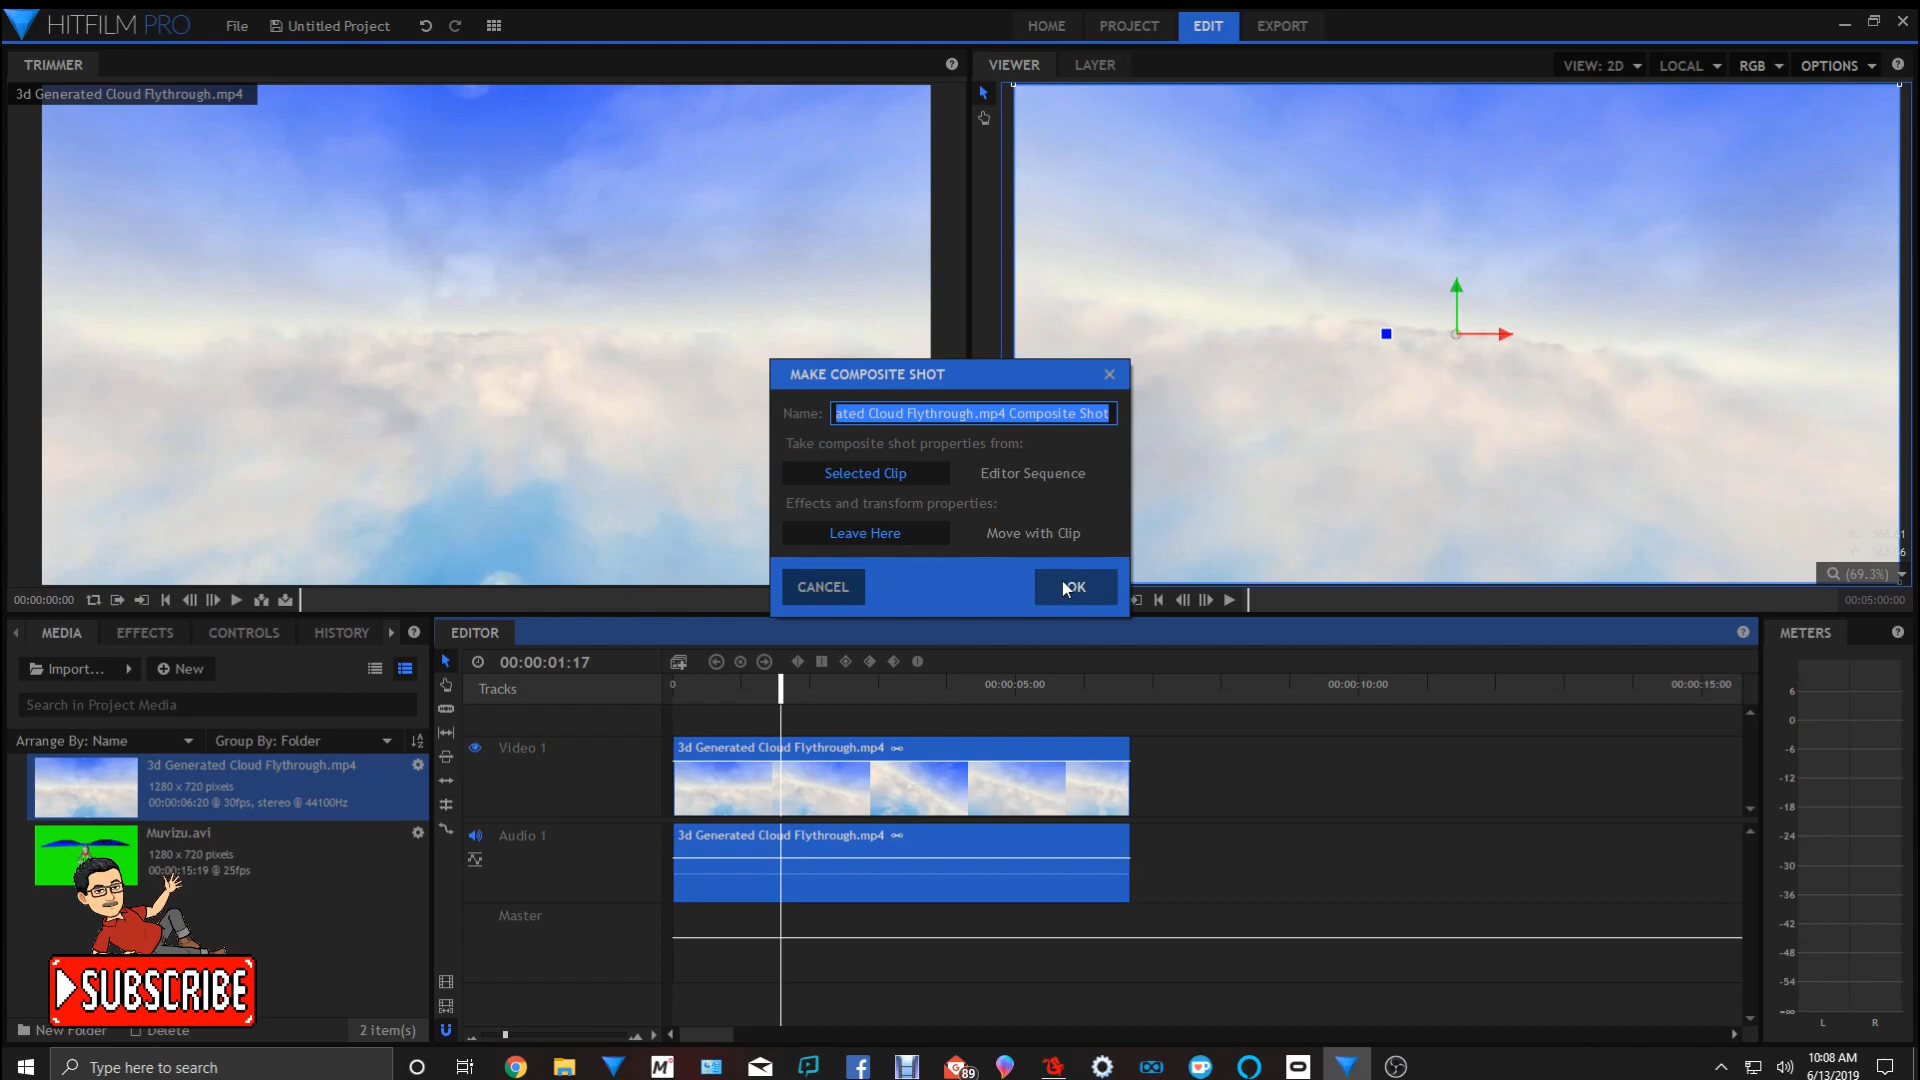 HITFILM PRO
File
Untitled Project
HOME
PROJECT
EDIT
EXPORT
TRIMMER
VIEWER
LAYER
VIEW: 2D
LOCAL
RGB
OPTIONS
3d Generated Cloud Flythrough.mp4
MAKE COMPOSITE SHOT
Name:
ated Cloud Flythrough.mp4 Composite Shot
Take composite shot properties from:
Selected Clip
Editor Sequence
Effects and transform properties:
Leave Here
Move with Clip
CANCEL
OK
(69.3%)
00:00:00:00
00:05:00:00
MEDIA
EFFECTS
CONTROLS
HISTORY
EDITOR
METERS
Import...
New
00:00:01:17
Search in Project Media
Tracks
0
00:00:05:00
00:00:10:00
00:00:15:00
Arrange By: Name
Group By: Folder
3d Generated Cloud Flythrough.mp4
1280 x 720 pixels
00:00:06:20 @ 30fps, stereo @ 44100Hz
Muvizu.avi
1280 x 720 pixels
00:00:15:19 @ 25fps
Video 1
3d Generated Cloud Flythrough.mp4
Audio 1
3d Generated Cloud Flythrough.mp4
Master
6
0
-6
-12
-18
-24
-30
-36
-42
-48
-54
-∞
L
R
SUBSCRIBE
New Folder
Delete
2 item(s)
Type here to search
89
10:08 AM
6/13/2019